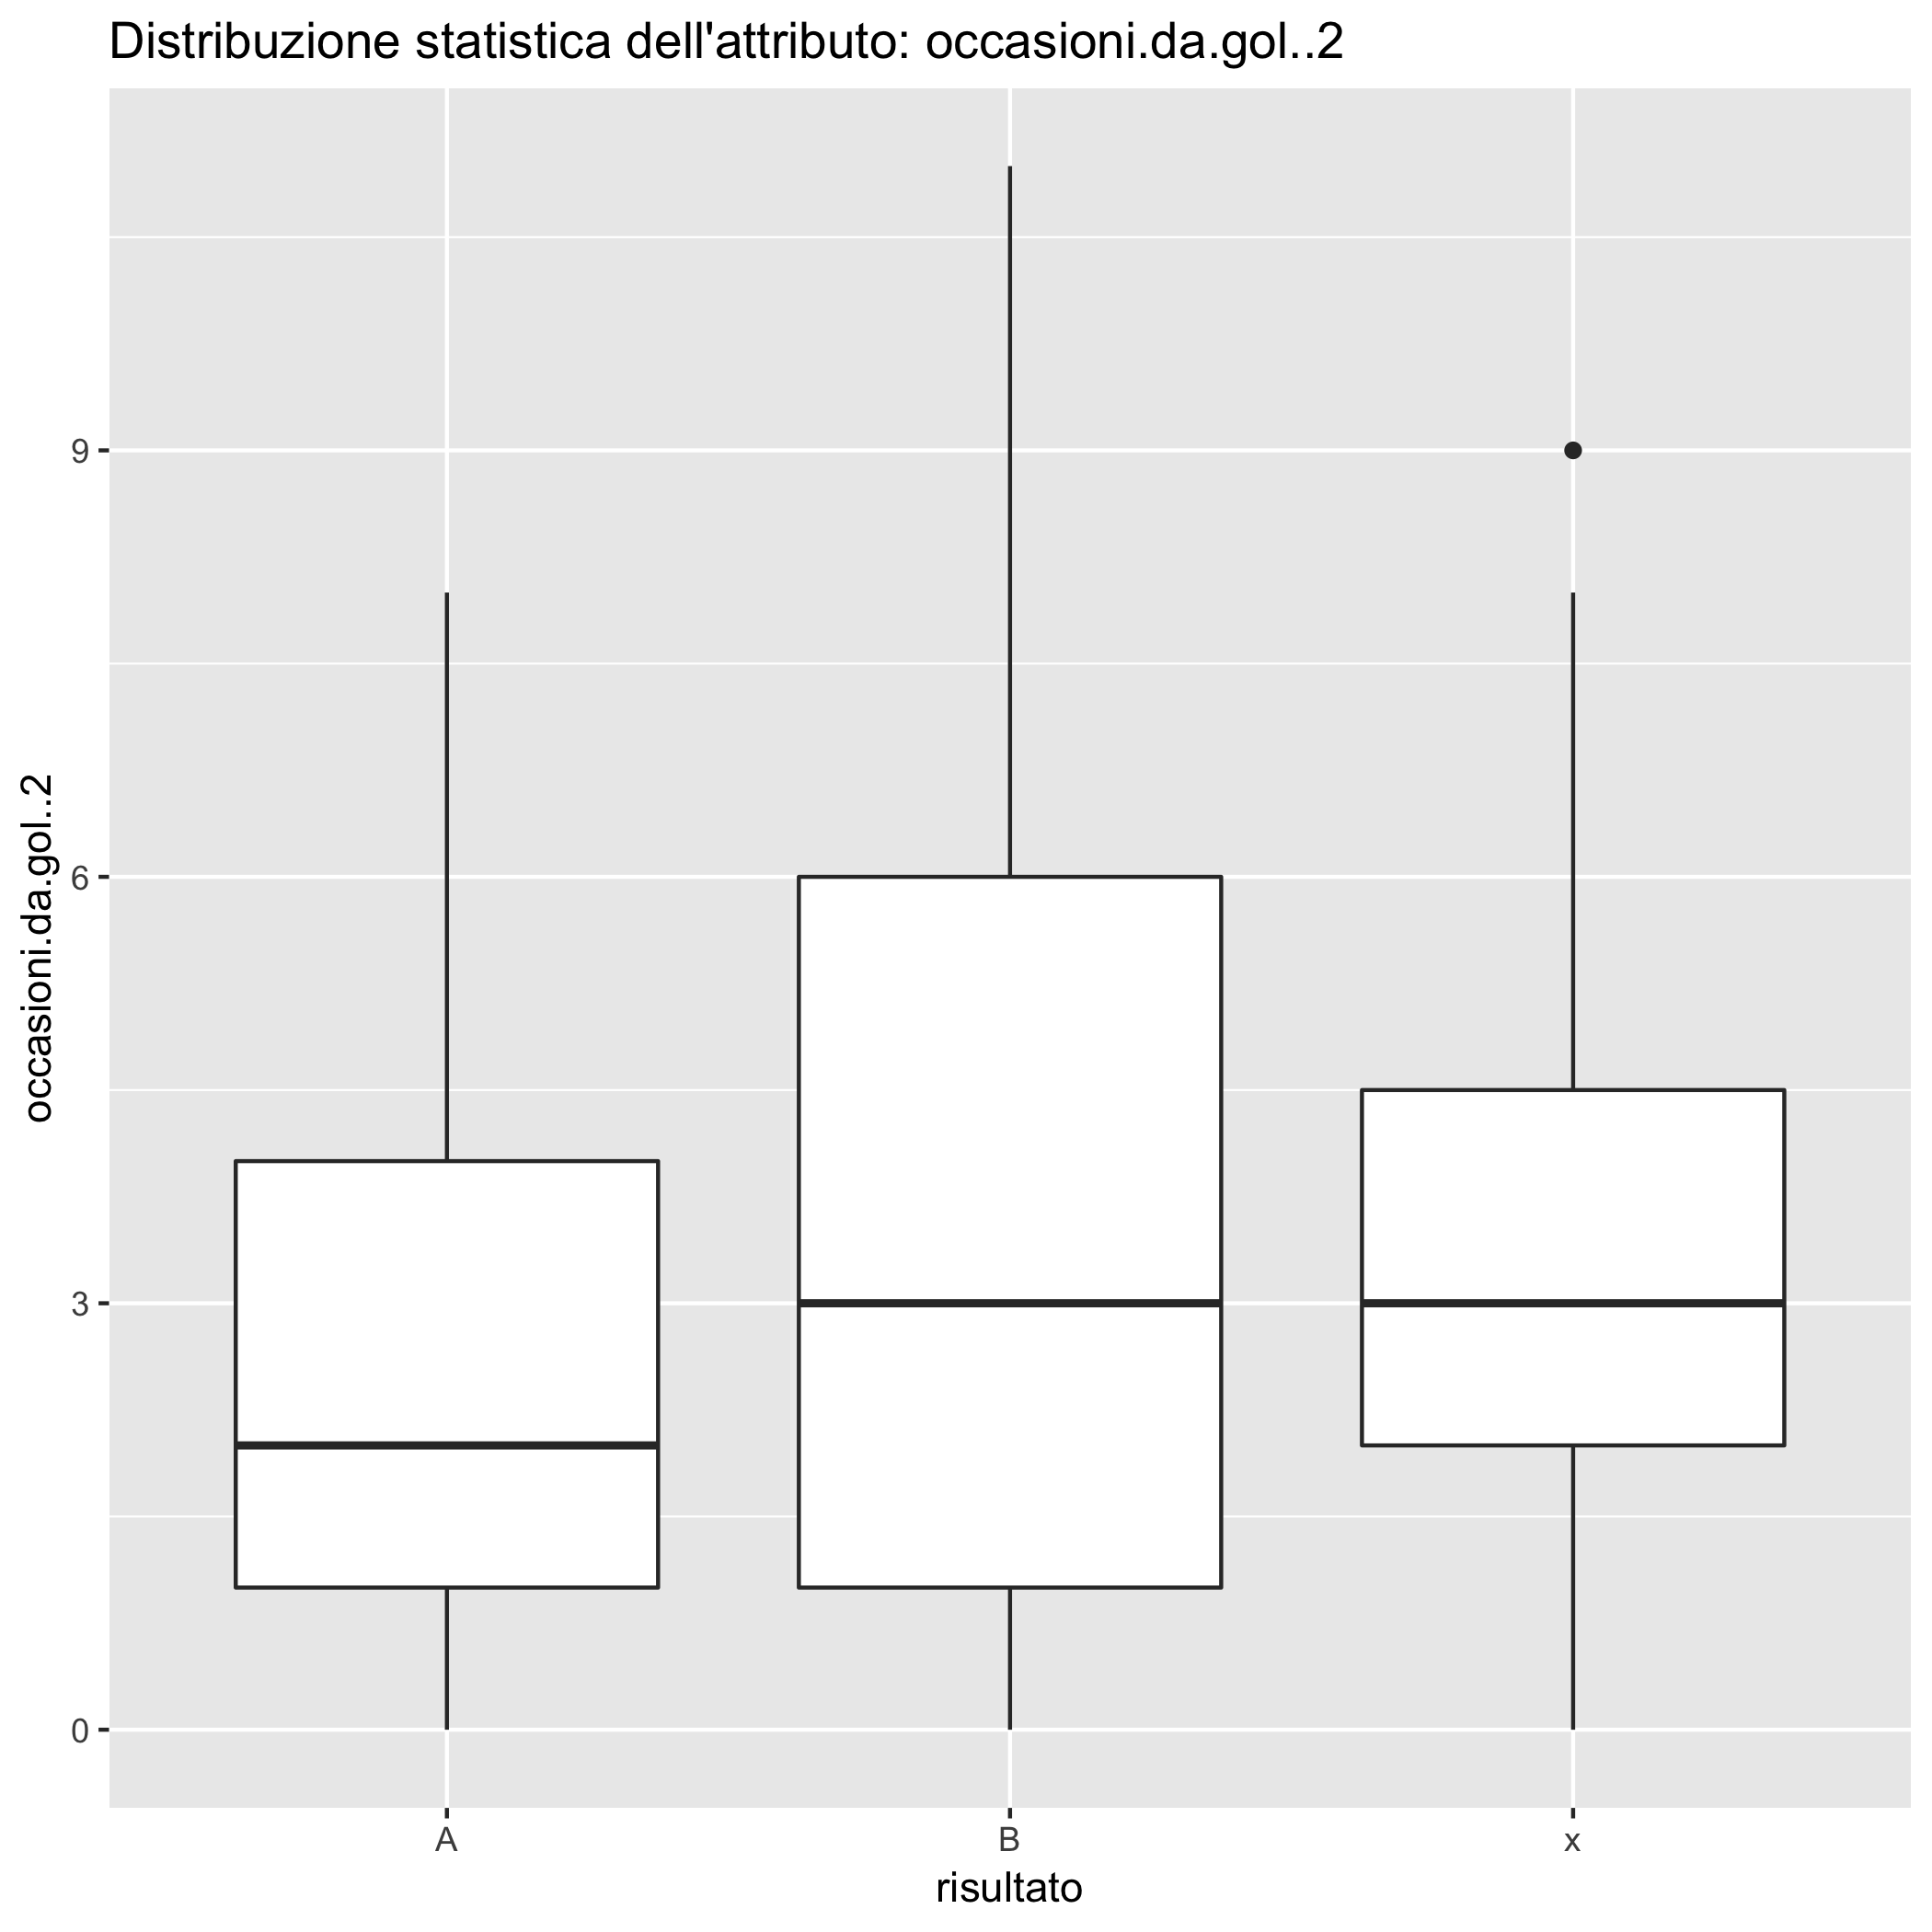 Distribuzione statistica dell'attributo: occasioni.da.gol..2
occasioni.da.gol..2
9
6
3
0
A B x
risultato